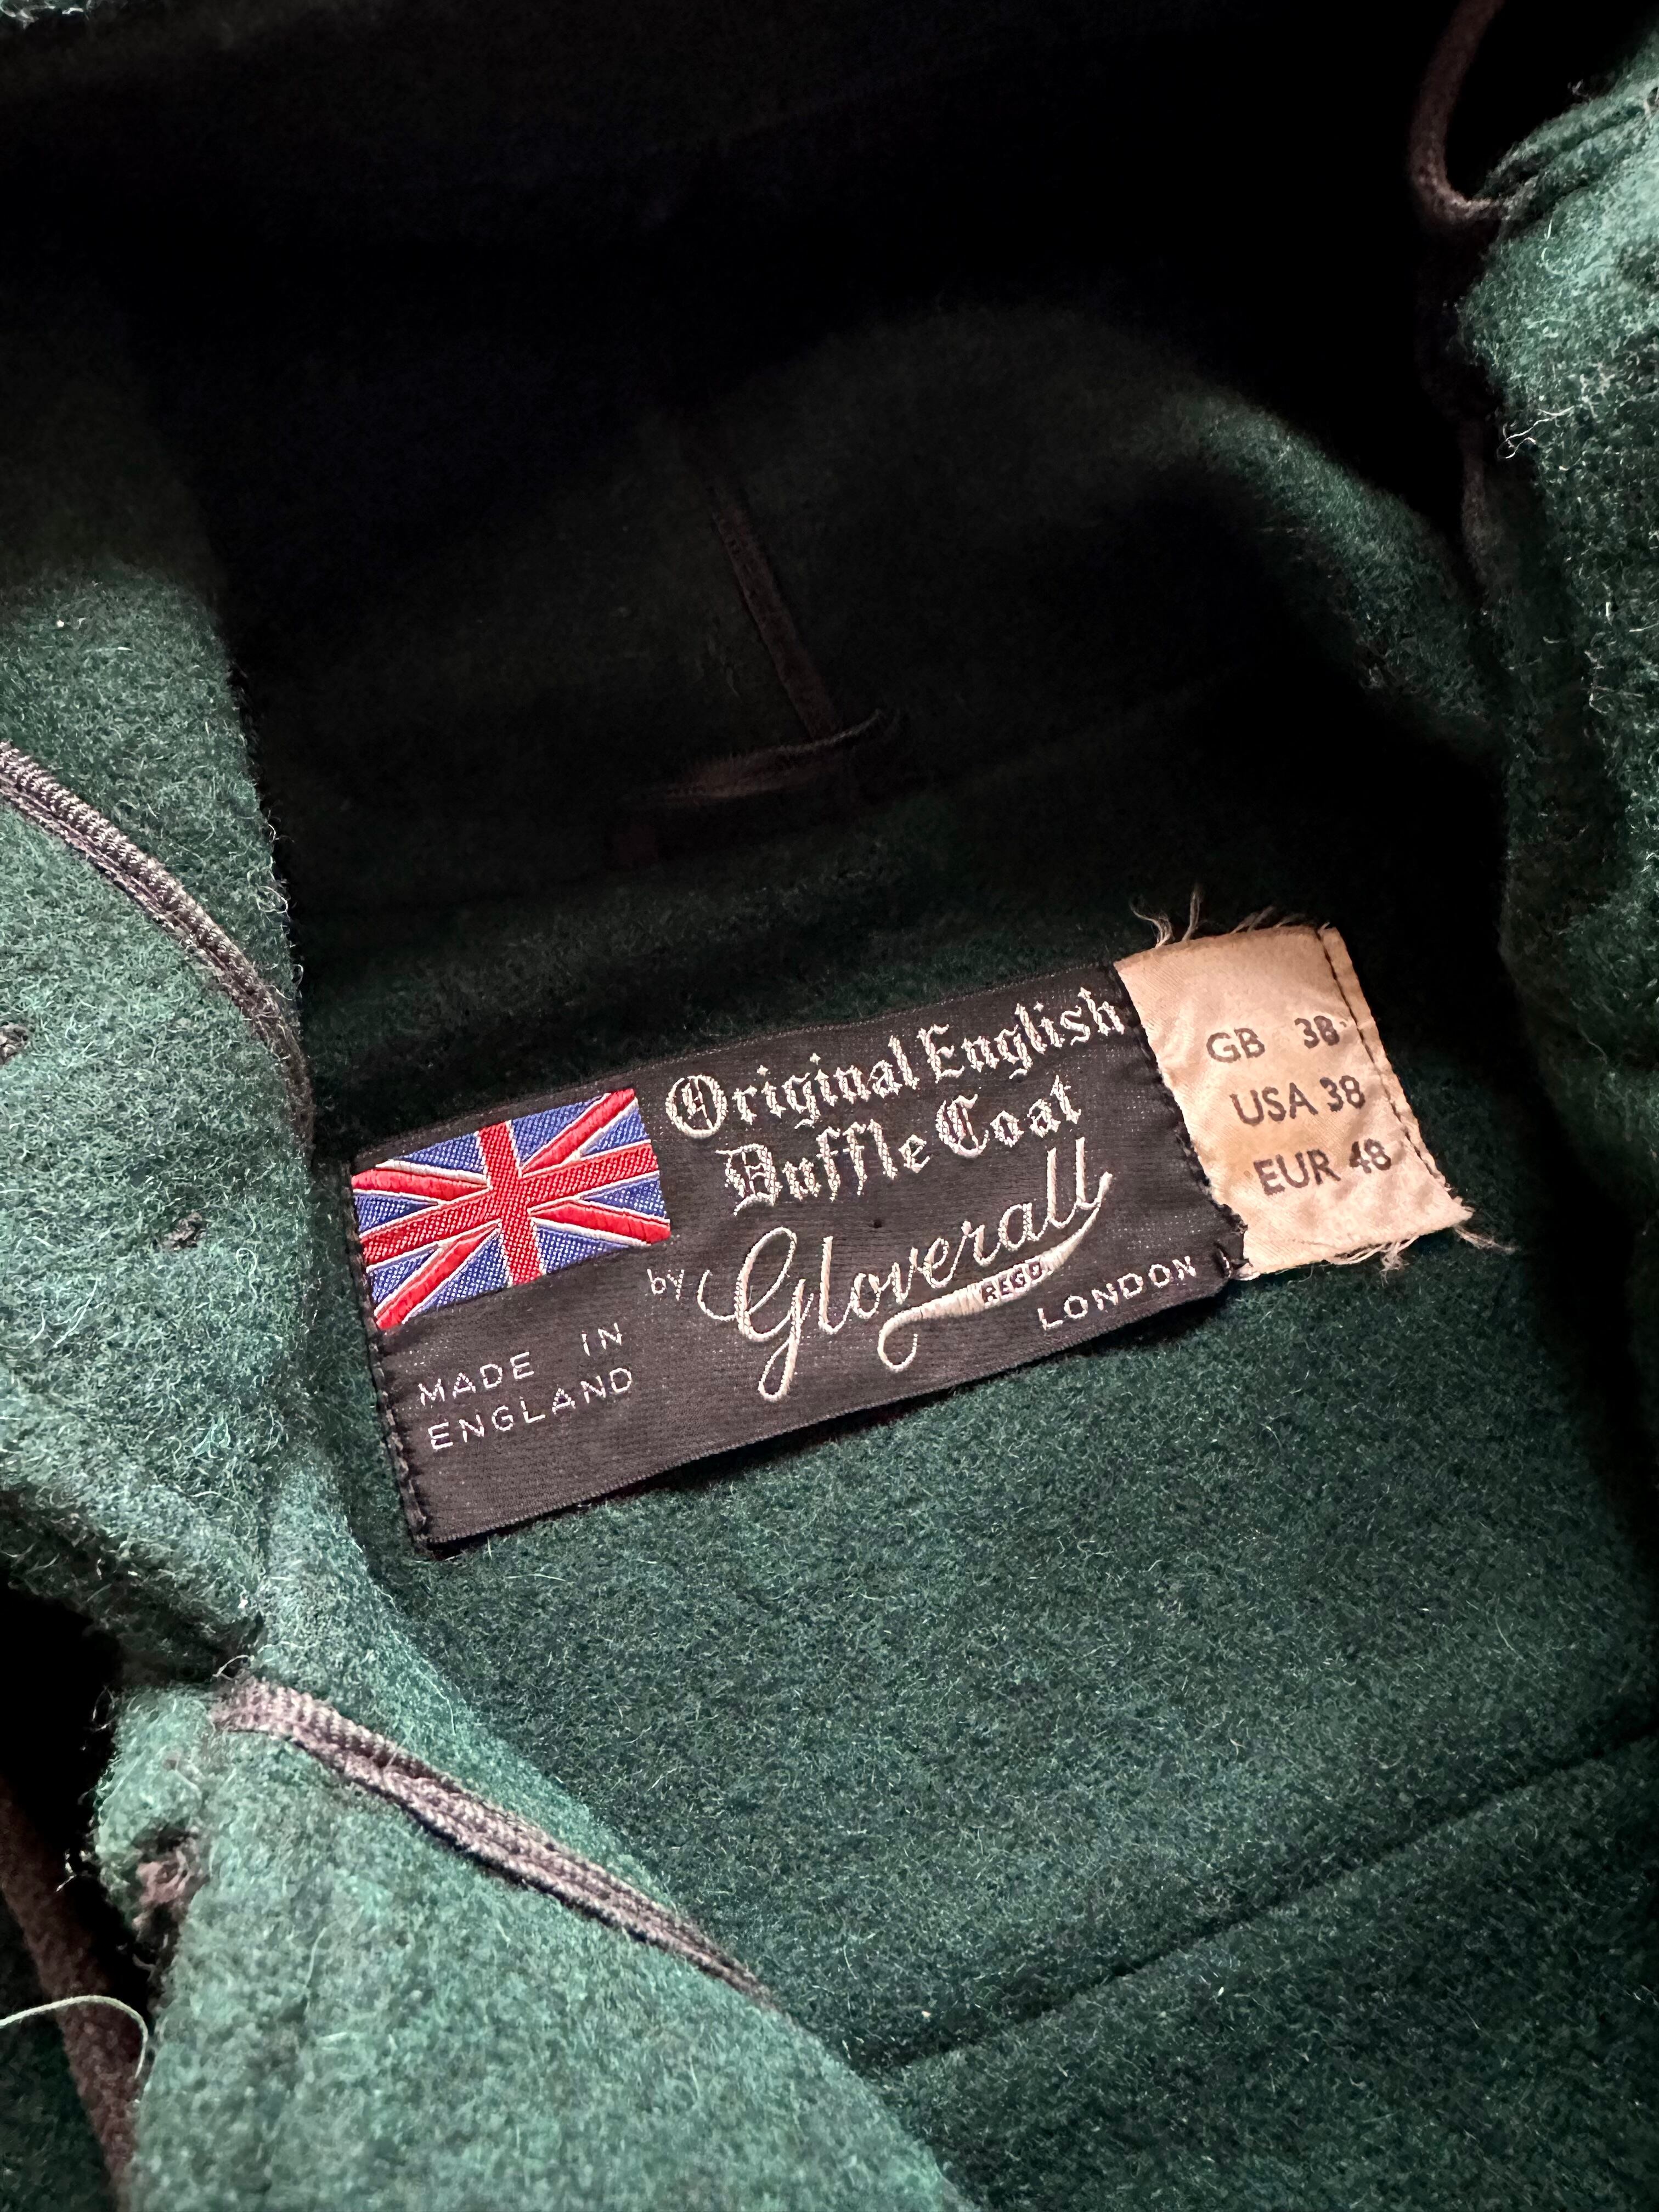 Original English
Duffle Coat
by Gloverall
REGD
LONDON
MADE IN
ENGLAND
GB 38
USA 38
EUR 48